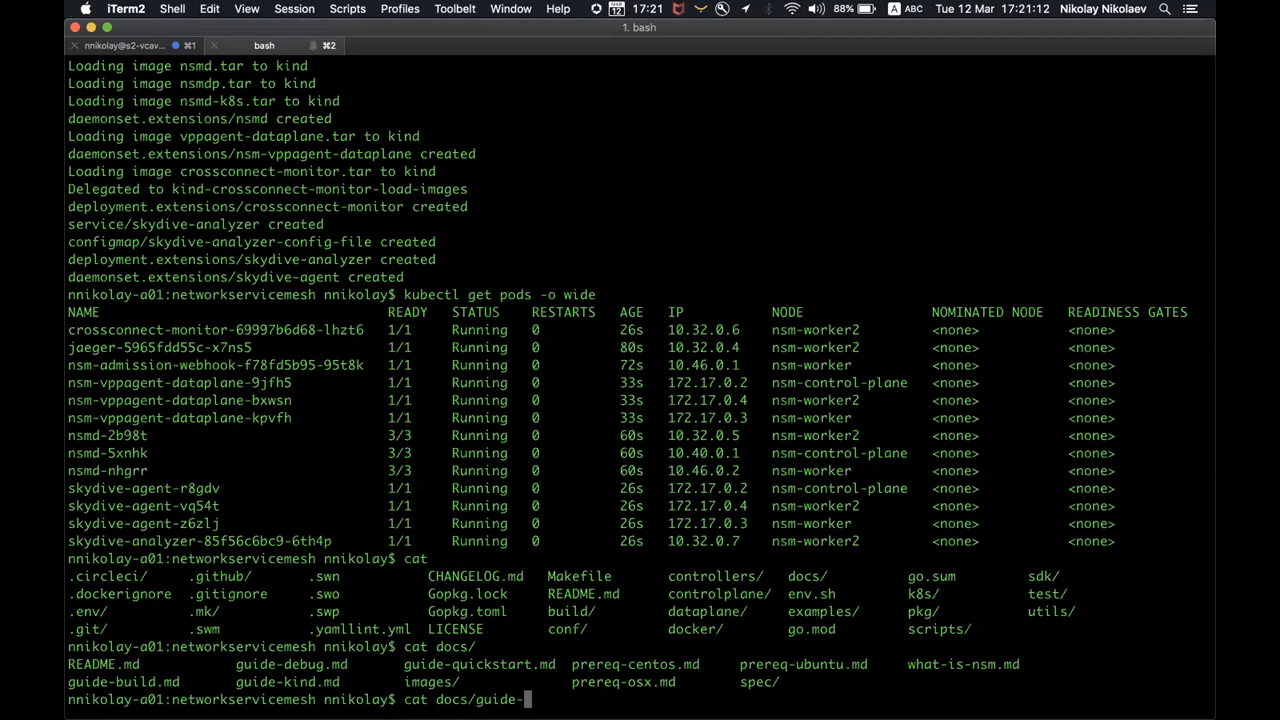 iTerm2 Shell Edit View Session Scripts Profiles Toolbelt Window Help 17:21 88% ABC Tue 12 Mar 17:21:12 Nikolay Nikolaev
1. bash
nnikolay@s2-vcav... ⌘1 bash ⌘2
Loading image nsmd.tar to kind
Loading image nsmdp.tar to kind
Loading image nsmd-k8s.tar to kind
daemonset.extensions/nsmd created
Loading image vppagent-dataplane.tar to kind
daemonset.extensions/nsm-vppagent-dataplane created
Loading image crossconnect-monitor.tar to kind
Delegated to kind-crossconnect-monitor-load-images
deployment.extensions/crossconnect-monitor created
service/skydive-analyzer created
configmap/skydive-analyzer-config-file created
deployment.extensions/skydive-analyzer created
daemonset.extensions/skydive-agent created
nnikolay-a01:networkservicemesh nnikolay$ kubectl get pods -o wide
NAME READY STATUS RESTARTS AGE IP NODE NOMINATED NODE READINESS GATES
crossconnect-monitor-69997b6d68-lhzt6 1/1 Running 0 26s 10.32.0.6 nsm-worker2 <none> <none>
jaeger-5965fdd55c-x7ns5 1/1 Running 0 80s 10.32.0.4 nsm-worker2 <none> <none>
nsm-admission-webhook-f78fd5b95-95t8k 1/1 Running 0 72s 10.46.0.1 nsm-worker <none> <none>
nsm-vppagent-dataplane-9jfh5 1/1 Running 0 33s 172.17.0.2 nsm-control-plane <none> <none>
nsm-vppagent-dataplane-bxwsn 1/1 Running 0 33s 172.17.0.4 nsm-worker2 <none> <none>
nsm-vppagent-dataplane-kpvfh 1/1 Running 0 33s 172.17.0.3 nsm-worker <none> <none>
nsmd-2b98t 3/3 Running 0 60s 10.32.0.5 nsm-worker2 <none> <none>
nsmd-5xnhk 3/3 Running 0 60s 10.40.0.1 nsm-control-plane <none> <none>
nsmd-nhgrr 3/3 Running 0 60s 10.46.0.2 nsm-worker <none> <none>
skydive-agent-r8gdv 1/1 Running 0 26s 172.17.0.2 nsm-control-plane <none> <none>
skydive-agent-vq54t 1/1 Running 0 26s 172.17.0.4 nsm-worker2 <none> <none>
skydive-agent-z6zlj 1/1 Running 0 26s 172.17.0.3 nsm-worker <none> <none>
skydive-analyzer-85f56c6bc9-6th4p 1/1 Running 0 26s 10.32.0.7 nsm-worker2 <none> <none>
nnikolay-a01:networkservicemesh nnikolay$ cat
.circleci/ .github/ .swn CHANGELOG.md Makefile controllers/ docs/ go.sum sdk/
.dockerignore .gitignore .swo Gopkg.lock README.md controlplane/ env.sh k8s/ test/
.env/ .mk/ .swp Gopkg.toml build/ dataplane/ examples/ pkg/ utils/
.git/ .swm .yamllint.yml LICENSE conf/ docker/ go.mod scripts/
nnikolay-a01:networkservicemesh nnikolay$ cat docs/
README.md guide-debug.md guide-quickstart.md prereq-centos.md prereq-ubuntu.md what-is-nsm.md
guide-build.md guide-kind.md images/ prereq-osx.md spec/
nnikolay-a01:networkservicemesh nnikolay$ cat docs/guide-